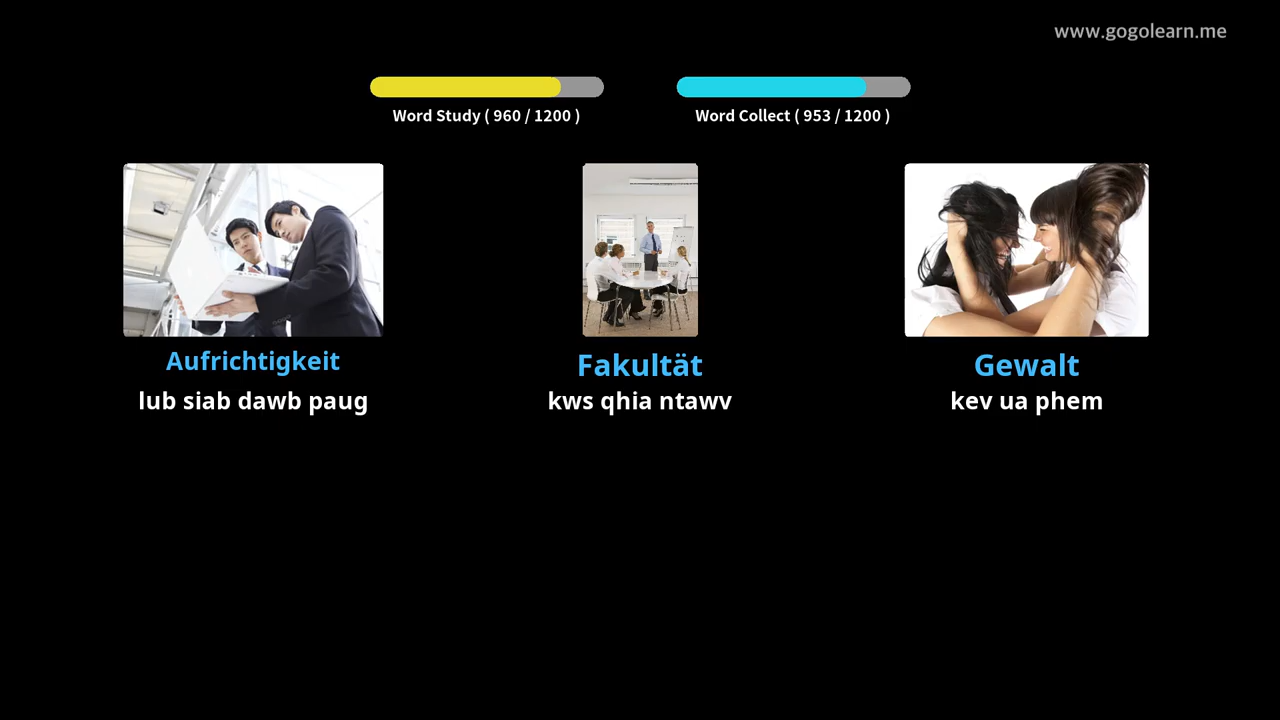 www.gogolearn.me
Word Study ( 960 / 1200 )
Word Collect ( 953 / 1200 )
Aufrichtigkeit
Fakultät
Gewalt
lub siab dawb paug
kws qhia ntawv
kev ua phem